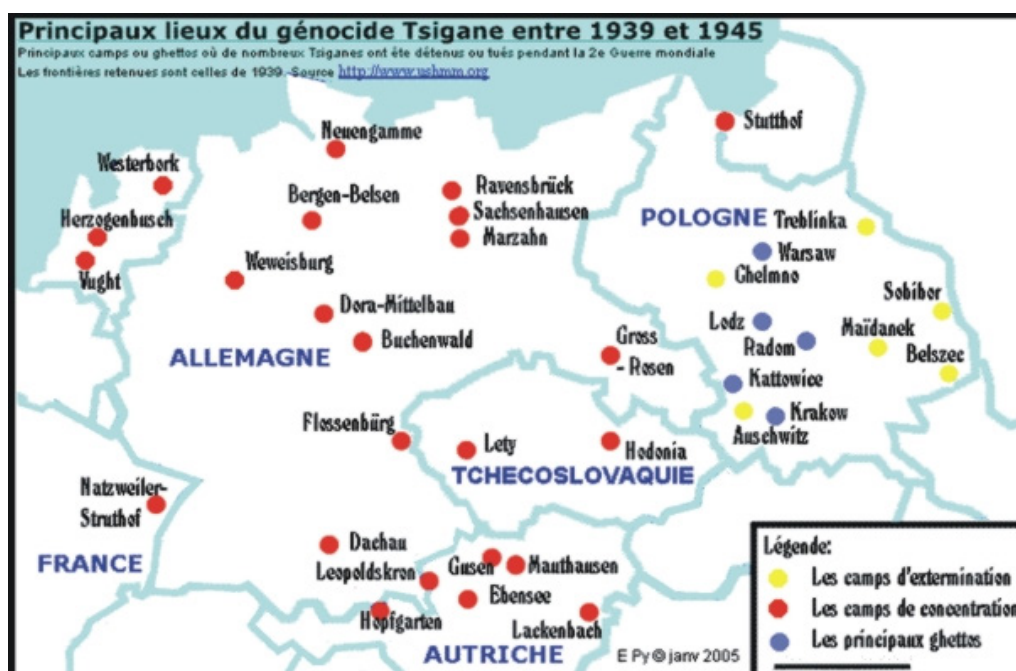 Principaux lieux du génocide Tsigane entre 1939 et 1945
Principaux camps ou ghettos où de nombreux Tsiganes ont été détenus ou tués pendant la 2e Guerre mondiale
Les frontières retenues sont celles de 1939. Source http://www.ushmm.org
Neuengamme
Stutthof
Westerbork
Bergen-Belsen
Ravensbrück
Herzogenbusch
Sachsenhausen
POLOGNE
Treblinka
Marzahn
Warsaw
Vught
Weweisburg
Chelmno
Sobibor
Dora-Mittelbau
Lodz
Maïdanek
Buchenwald
Gross
- Rosen
Radom
Belszec
ALLEMAGNE
Kattowice
Flossenbürg
Krakow
Auschwitz
Lety
Hodonia
TCHECOSLOVAQUIE
Natzweiler-
Struthof
FRANCE
Dachau
Leopoldskron
Gusen
Mauthausen
Ebensee
Hopfgarten
Lackenbach
AUTRICHE
E Py © janv 2005
Légende:
Les camps d'extermination
Les camps de concentration
Les principaux ghettos